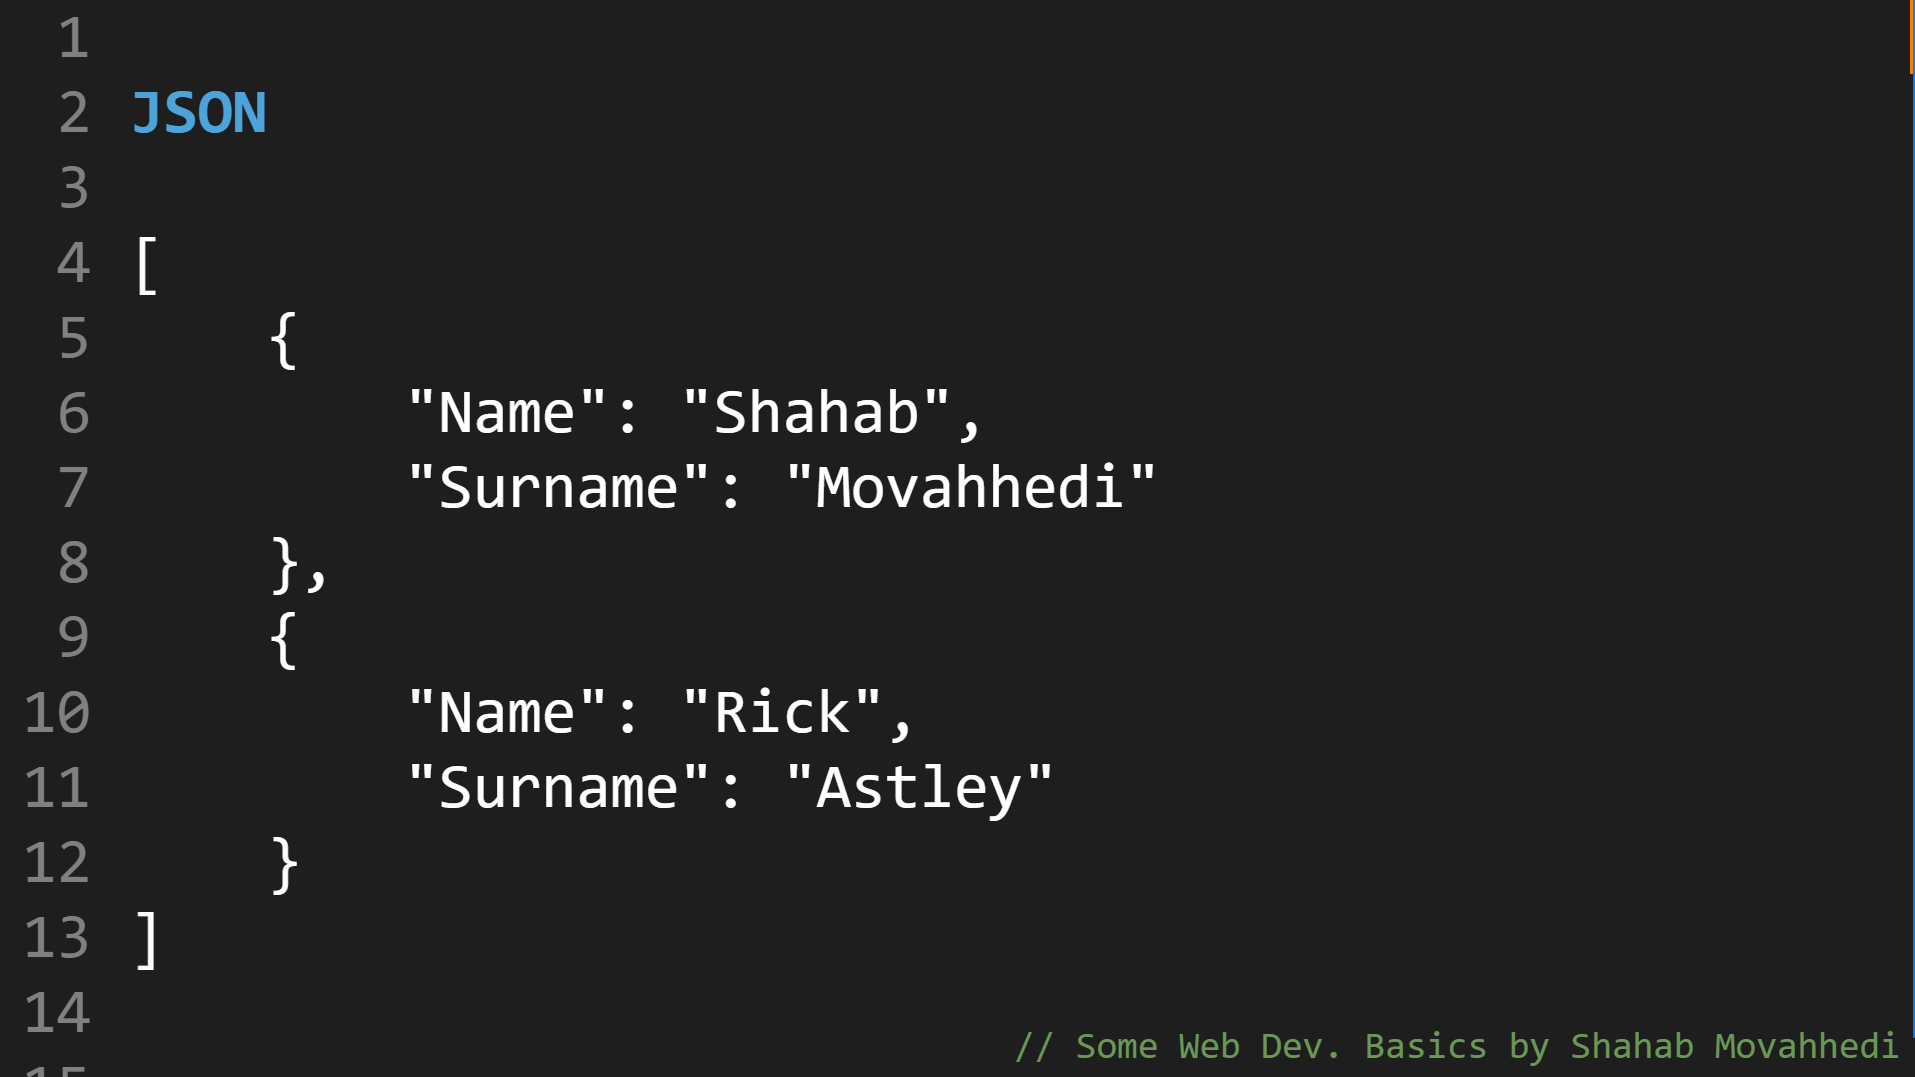 1
2 JSON
3
4 [
5     {
6         "Name": "Shahab",
7         "Surname": "Movahhedi"
8     },
9     {
10         "Name": "Rick",
11         "Surname": "Astley"
12     }
13 ]
14
// Some Web Dev. Basics by Shahab Movahhedi
15